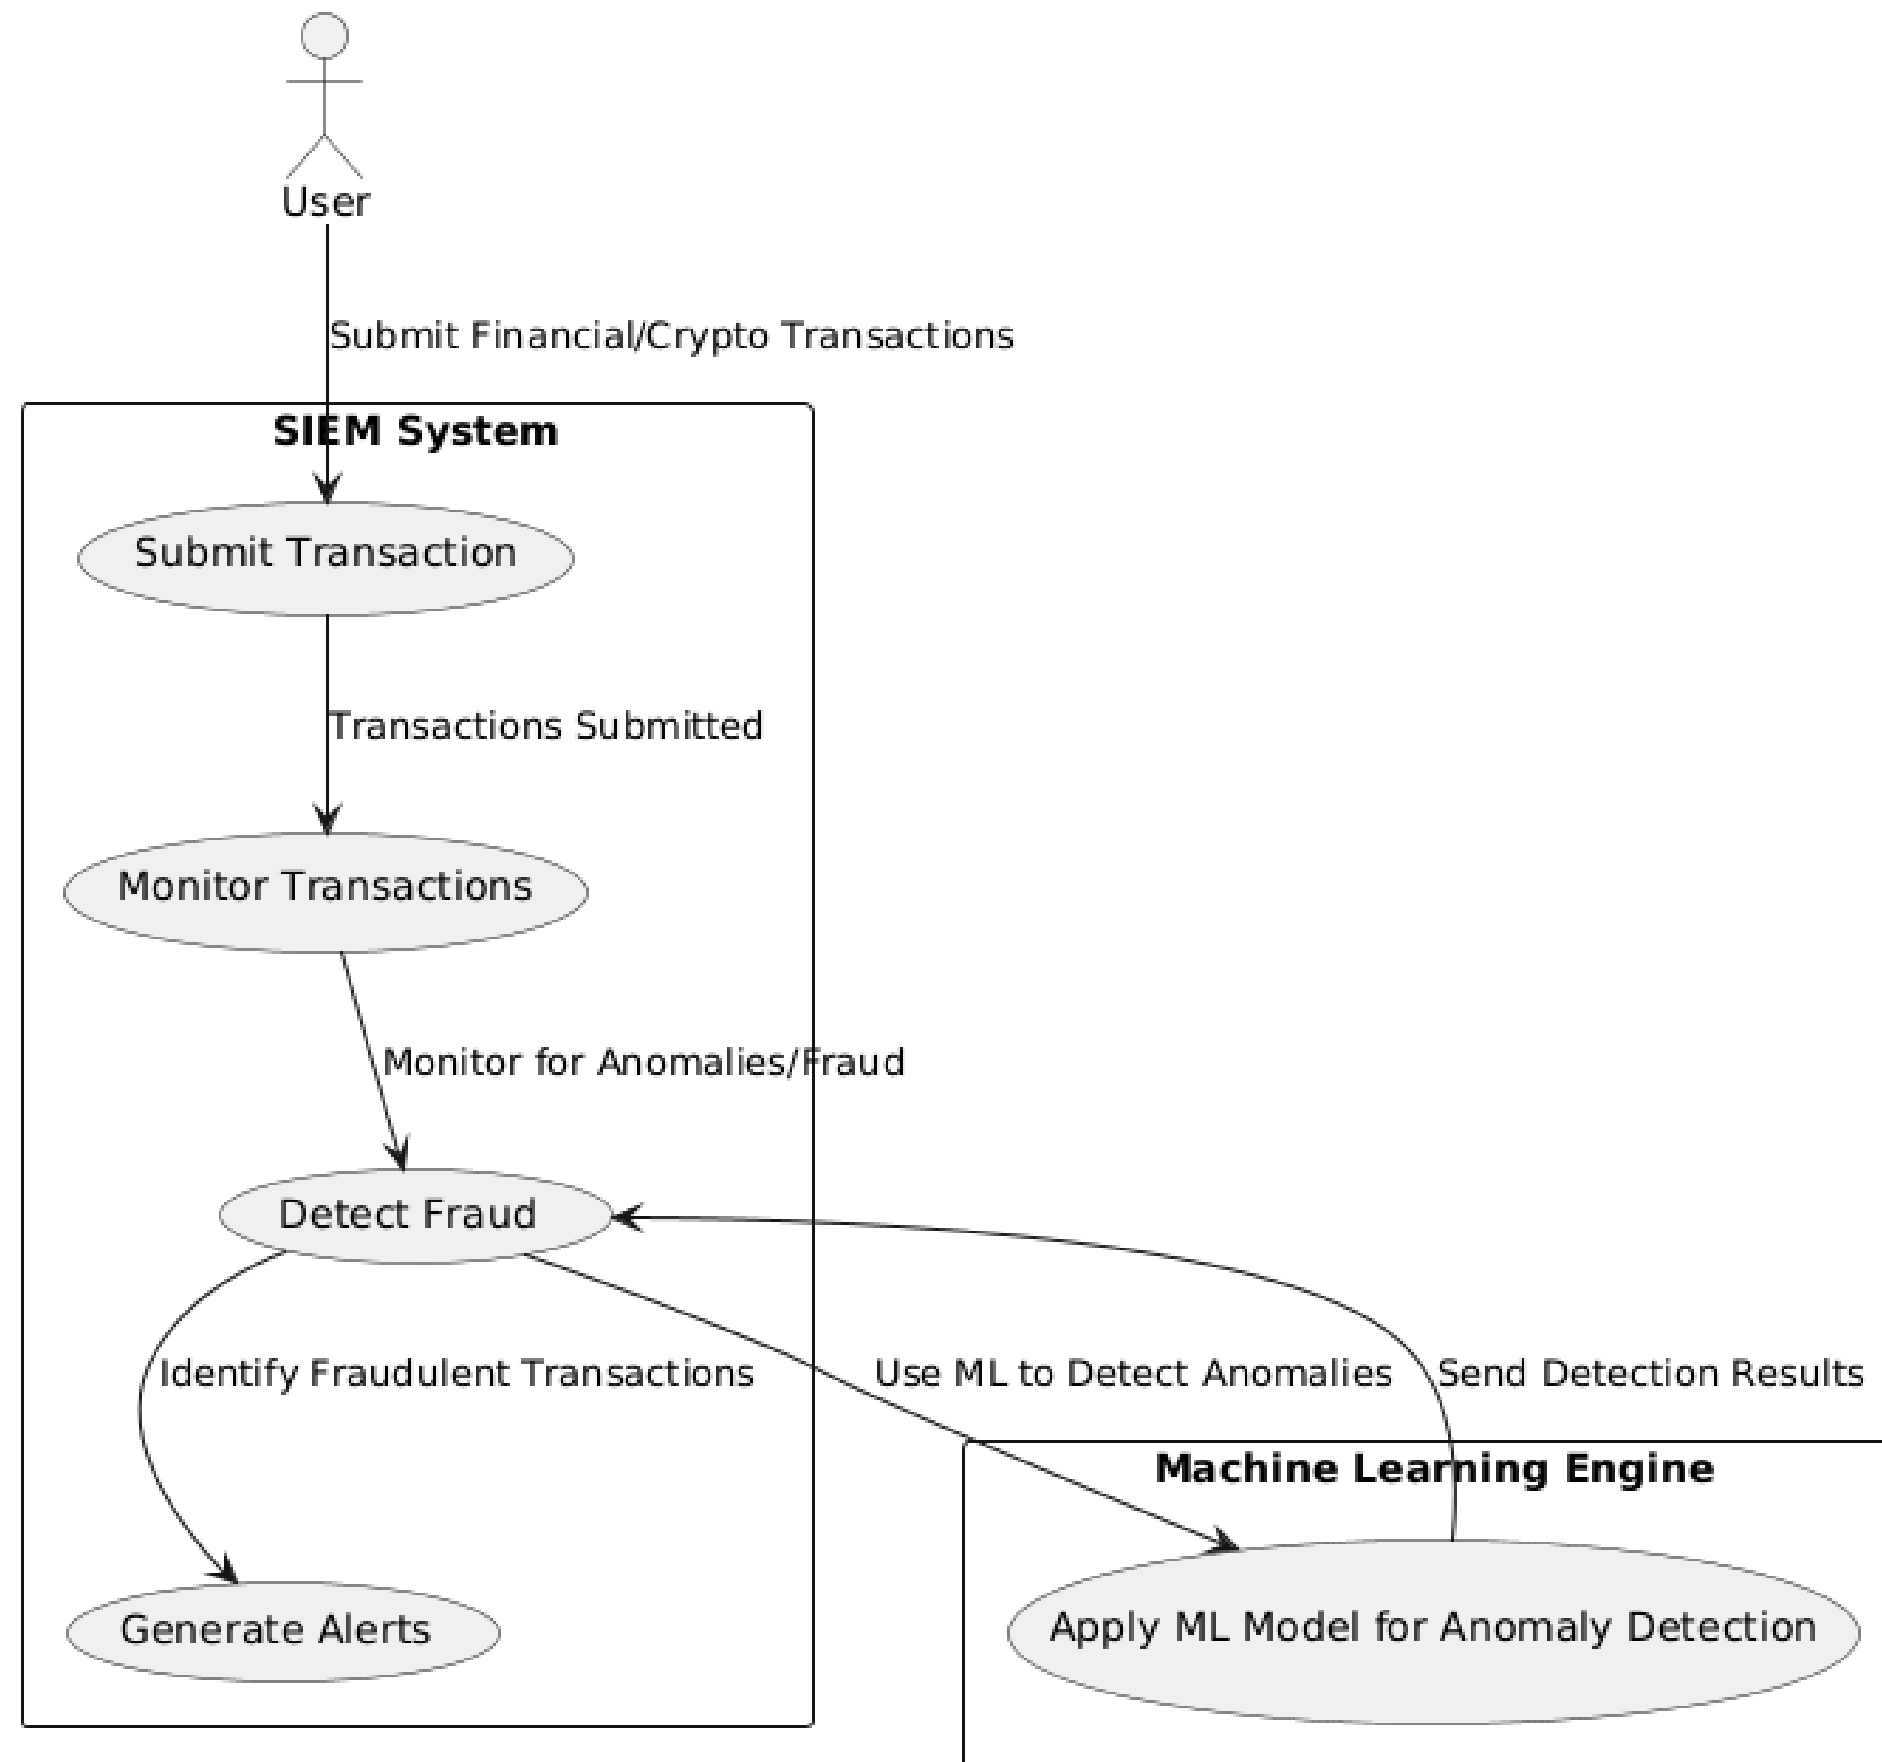 User
Submit Financial/Crypto Transactions
SIEM System
Submit Transaction
Transactions Submitted
Monitor Transactions
Monitor for Anomalies/Fraud
Detect Fraud
Identify Fraudulent Transactions
Use ML to Detect Anomalies
Send Detection Results
Machine Learning Engine
Generate Alerts
Apply ML Model for Anomaly Detection